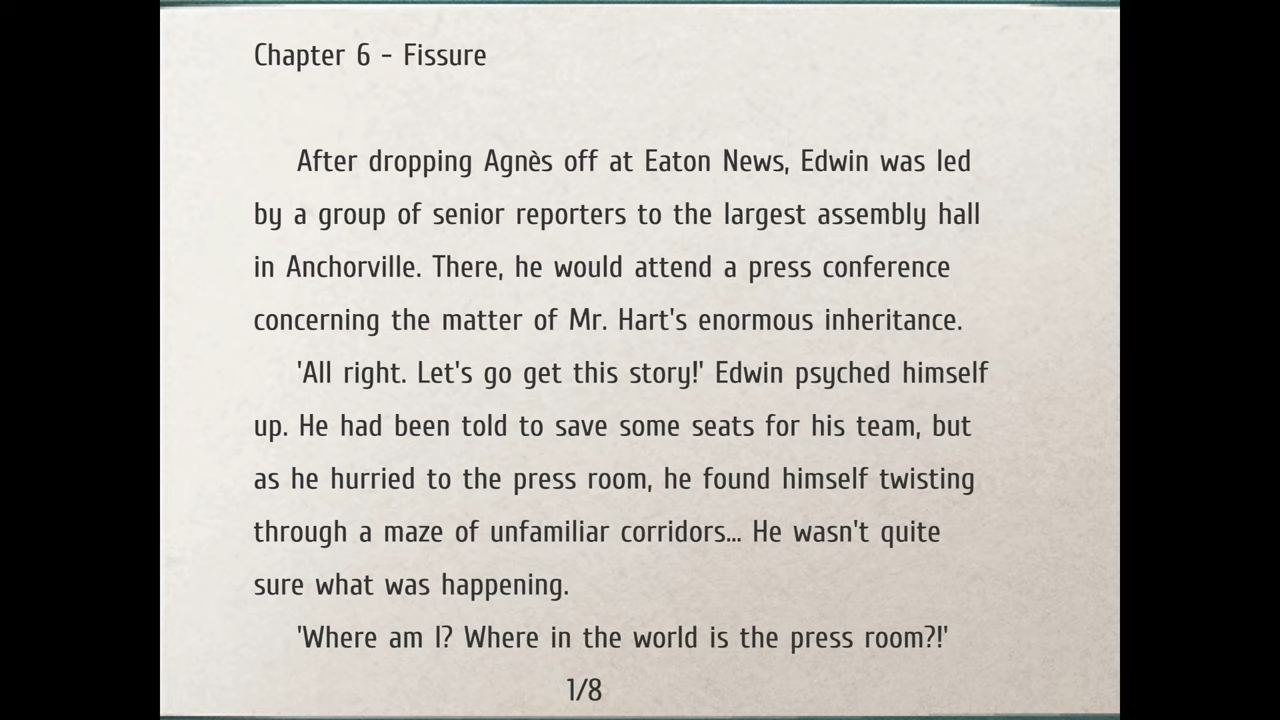 Chapter 6 - Fissure
After dropping Agnès off at Eaton News, Edwin was led
by a group of senior reporters to the largest assembly hall
in Anchorville. There, he would attend a press conference
concerning the matter of Mr. Hart's enormous inheritance.
'All right. Let's go get this story!' Edwin psyched himself
up. He had been told to save some seats for his team, but
as he hurried to the press room, he found himself twisting
through a maze of unfamiliar corridors... He wasn't quite
sure what was happening.
'Where am I? Where in the world is the press room?!'
1/8